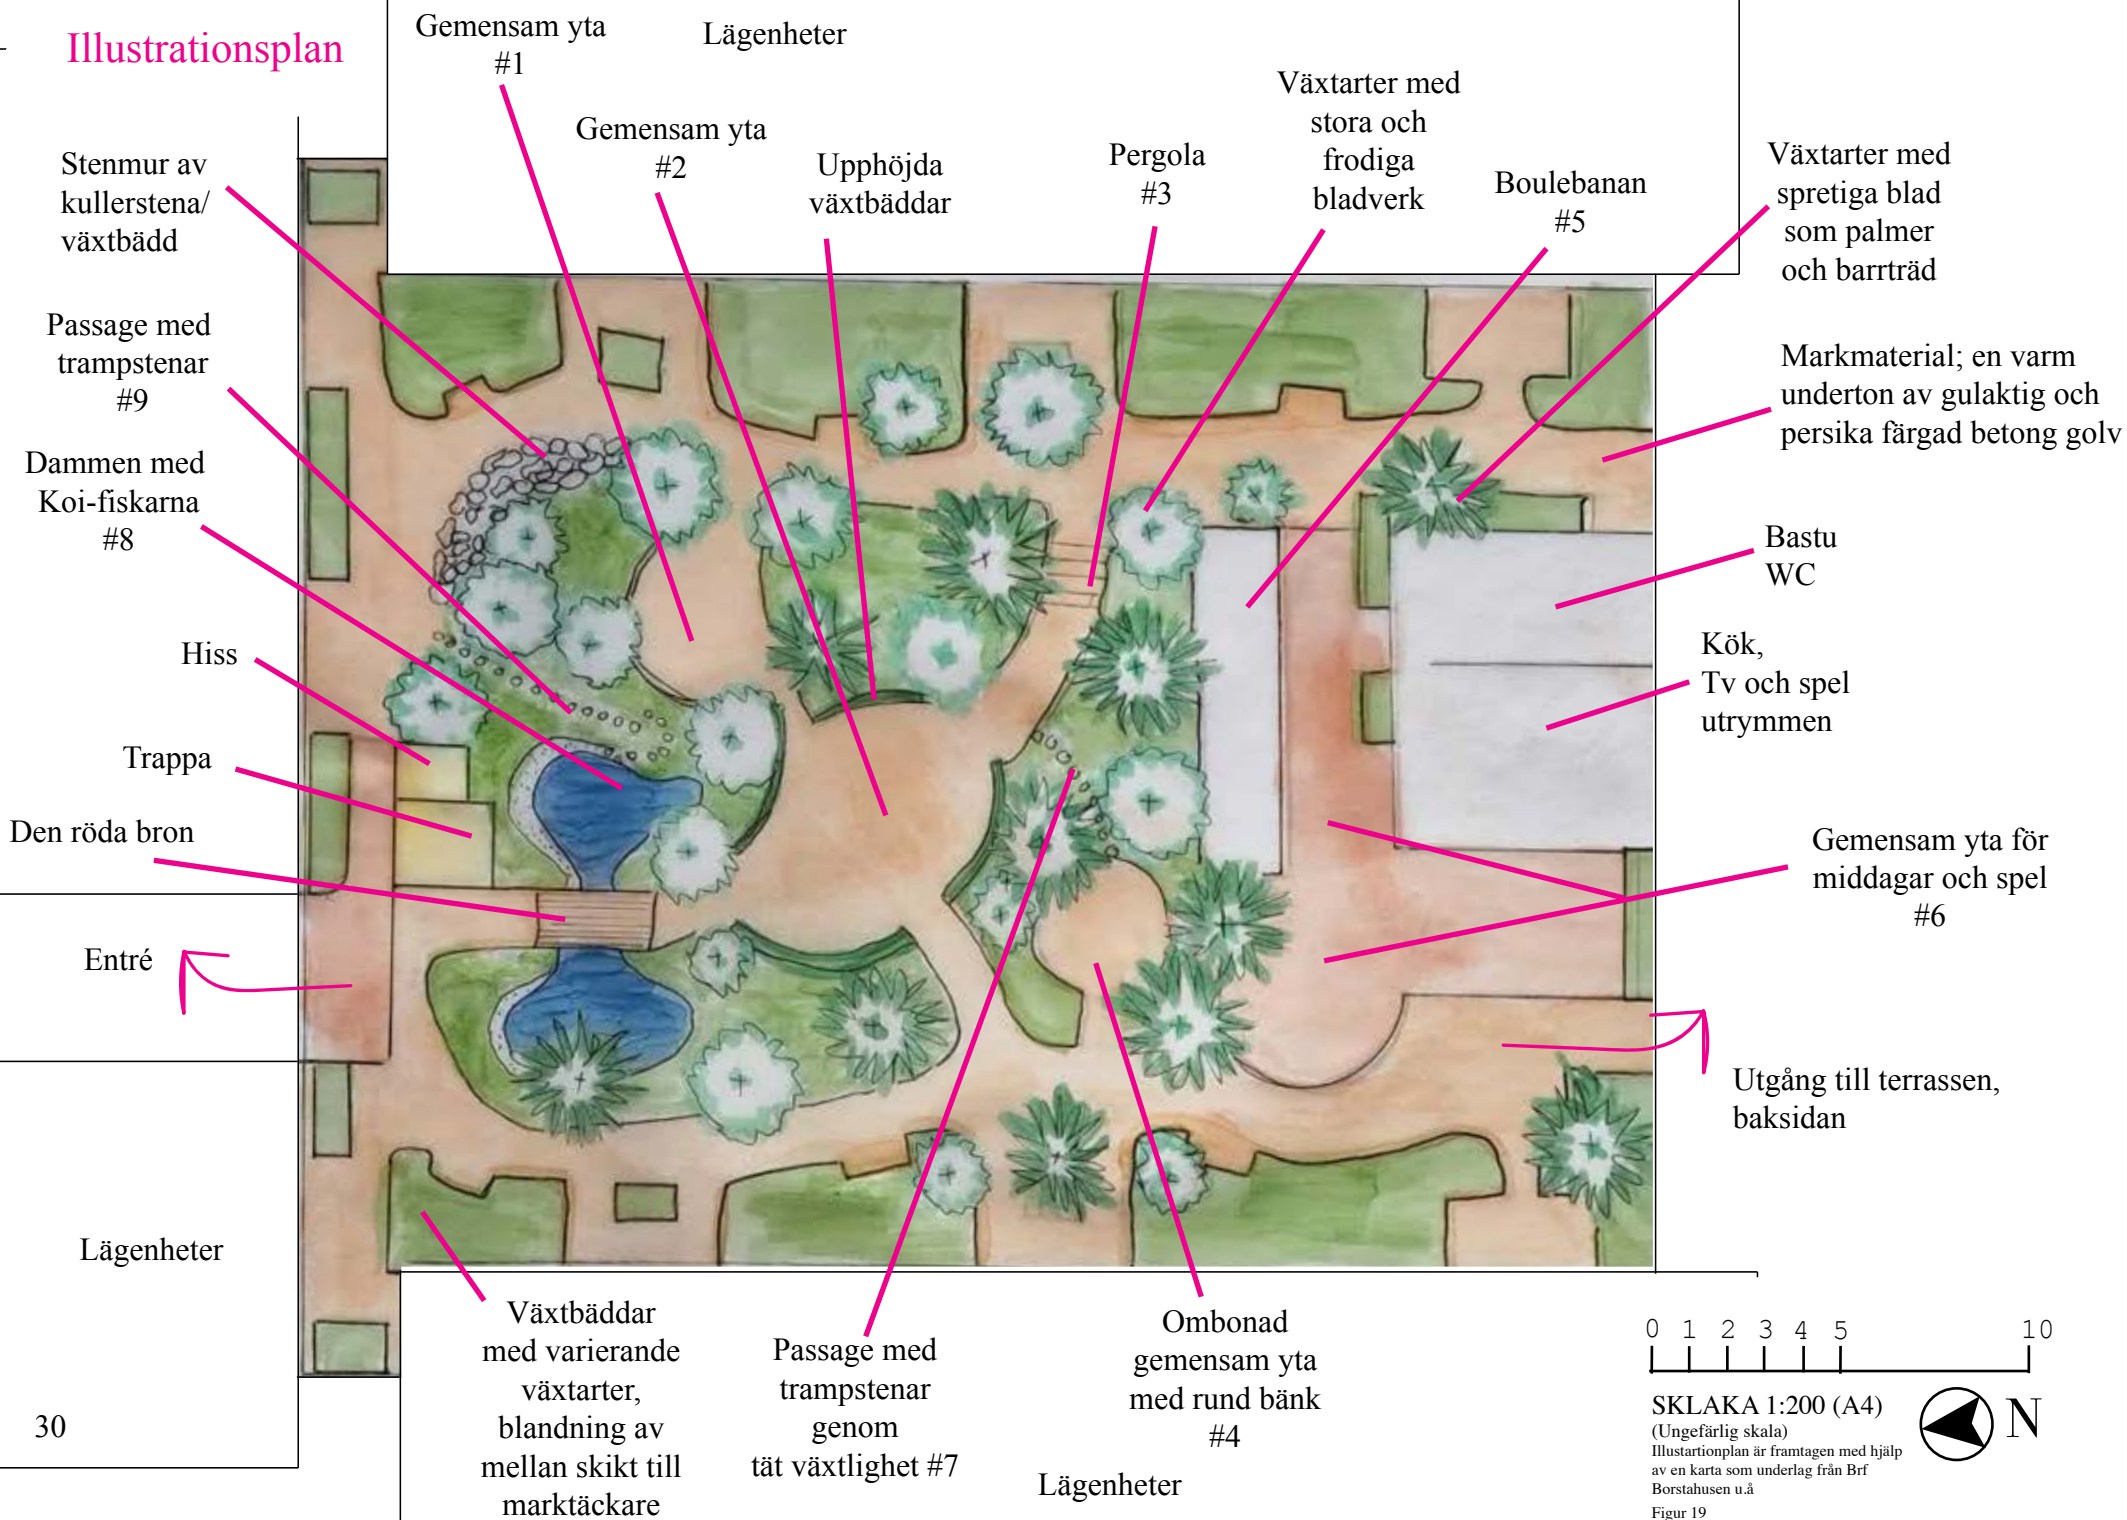 Illustrationsplan
Gemensam yta
#1
Lägenheter
Gemensam yta
#2
Upphöjda
växtbäddar
Pergola
#3
Växtarter med
stora och
frodiga
bladverk
Boulebanan
#5
Växtarter med
spretiga blad
som palmer
och barrträd
Stenmur av
kullerstena/
växtbädd
Passage med
trampstenar
#9
Dammen med
Koi-fiskarna
#8
Hiss
Trappa
Den röda bron
Entré
Lägenheter
30
Markmaterial; en varm
underton av gulaktig och
persika färgad betong golv
Bastu
WC
Kök,
Tv och spel
utrymmen
Gemensam yta för
middagar och spel
#6
Utgång till terrassen,
baksidan
Växtbäddar
med varierande
växtarter,
blandning av
mellan skikt till
marktäckare
Passage med
trampstenar
genom
tät växtlighet #7
Ombonad
gemensam yta
med rund bänk
#4
Lägenheter
0 1 2 3 4 5 10
SKLAKA 1:200 (A4)
(Ungefärlig skala)
Illustartionplan är framtagen med hjälp
av en karta som underlag från Brf
Borstahusen u.å
Figur 19
N